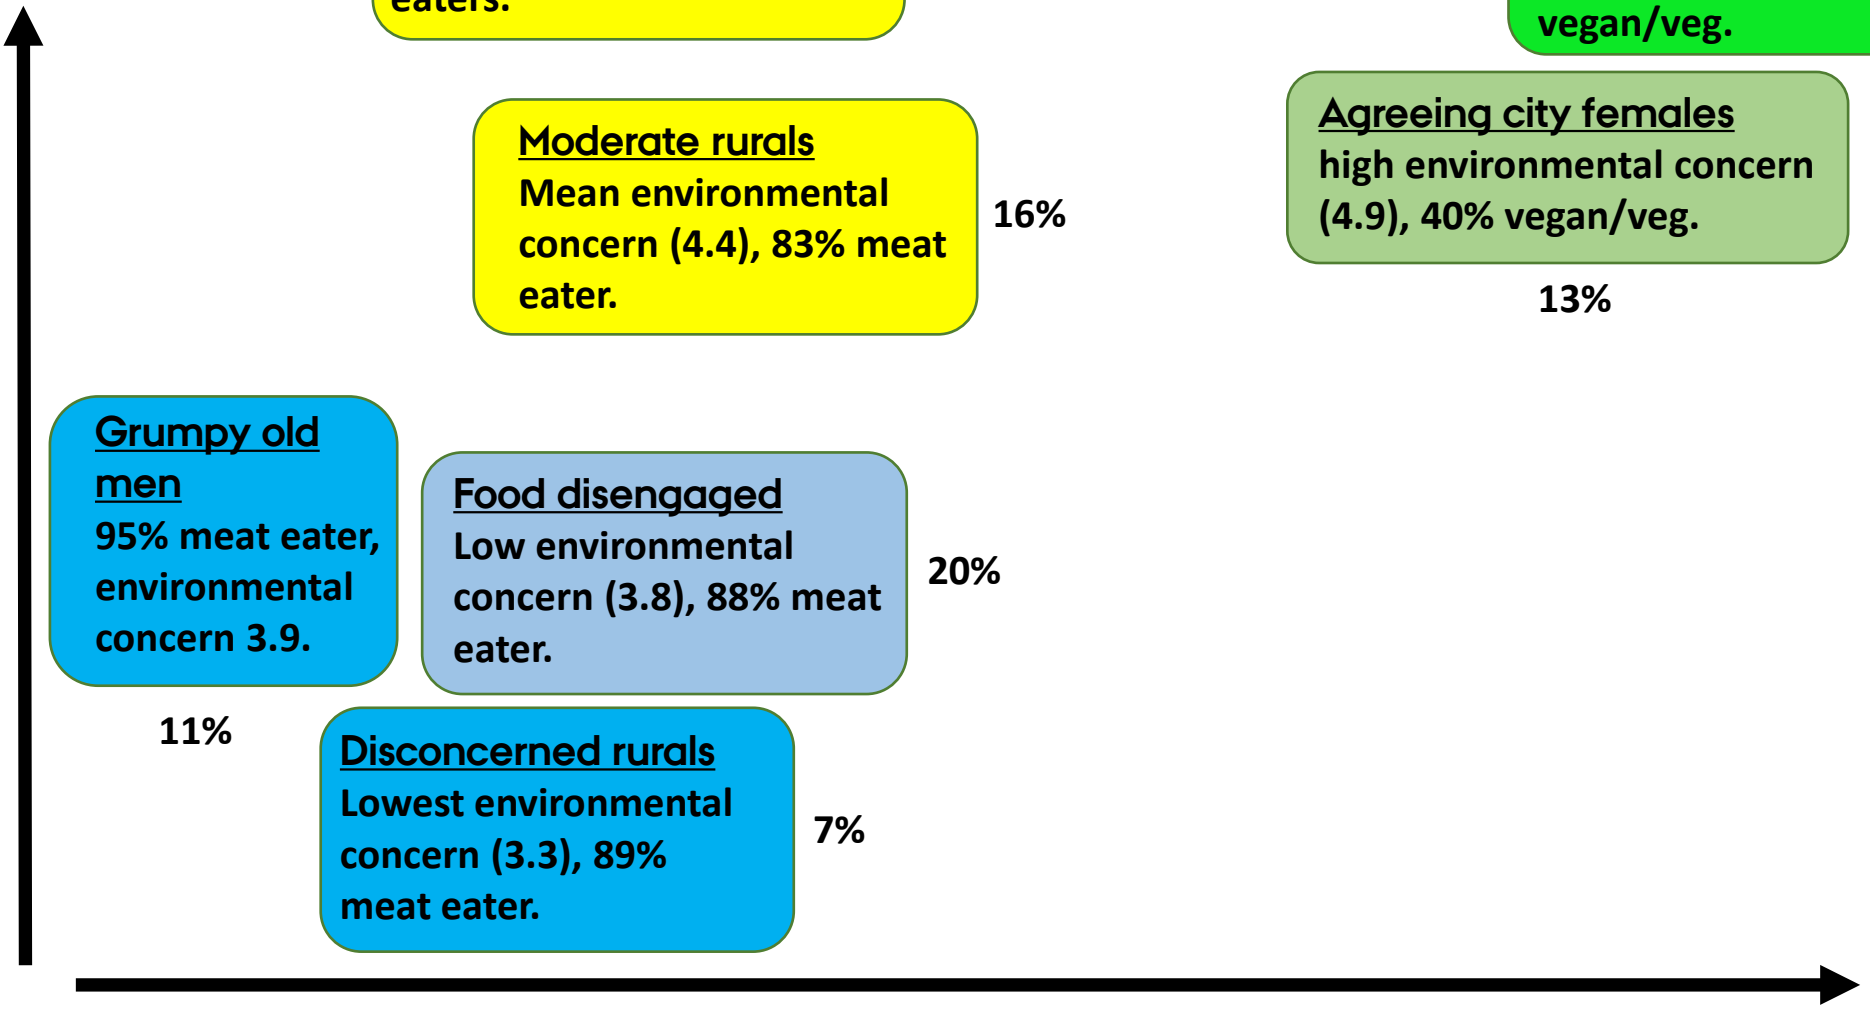 eaters.
vegan/veg.
Moderate rurals
Mean environmental
concern (4.4), 83% meat
eater.
16%
Agreeing city females
high environmental concern
(4.9), 40% vegan/veg.
13%
Grumpy old
men
95% meat eater,
environmental
concern 3.9.
11%
Food disengaged
Low environmental
concern (3.8), 88% meat
eater.
20%
Disconcerned rurals
Lowest environmental
concern (3.3), 89%
meat eater.
7%